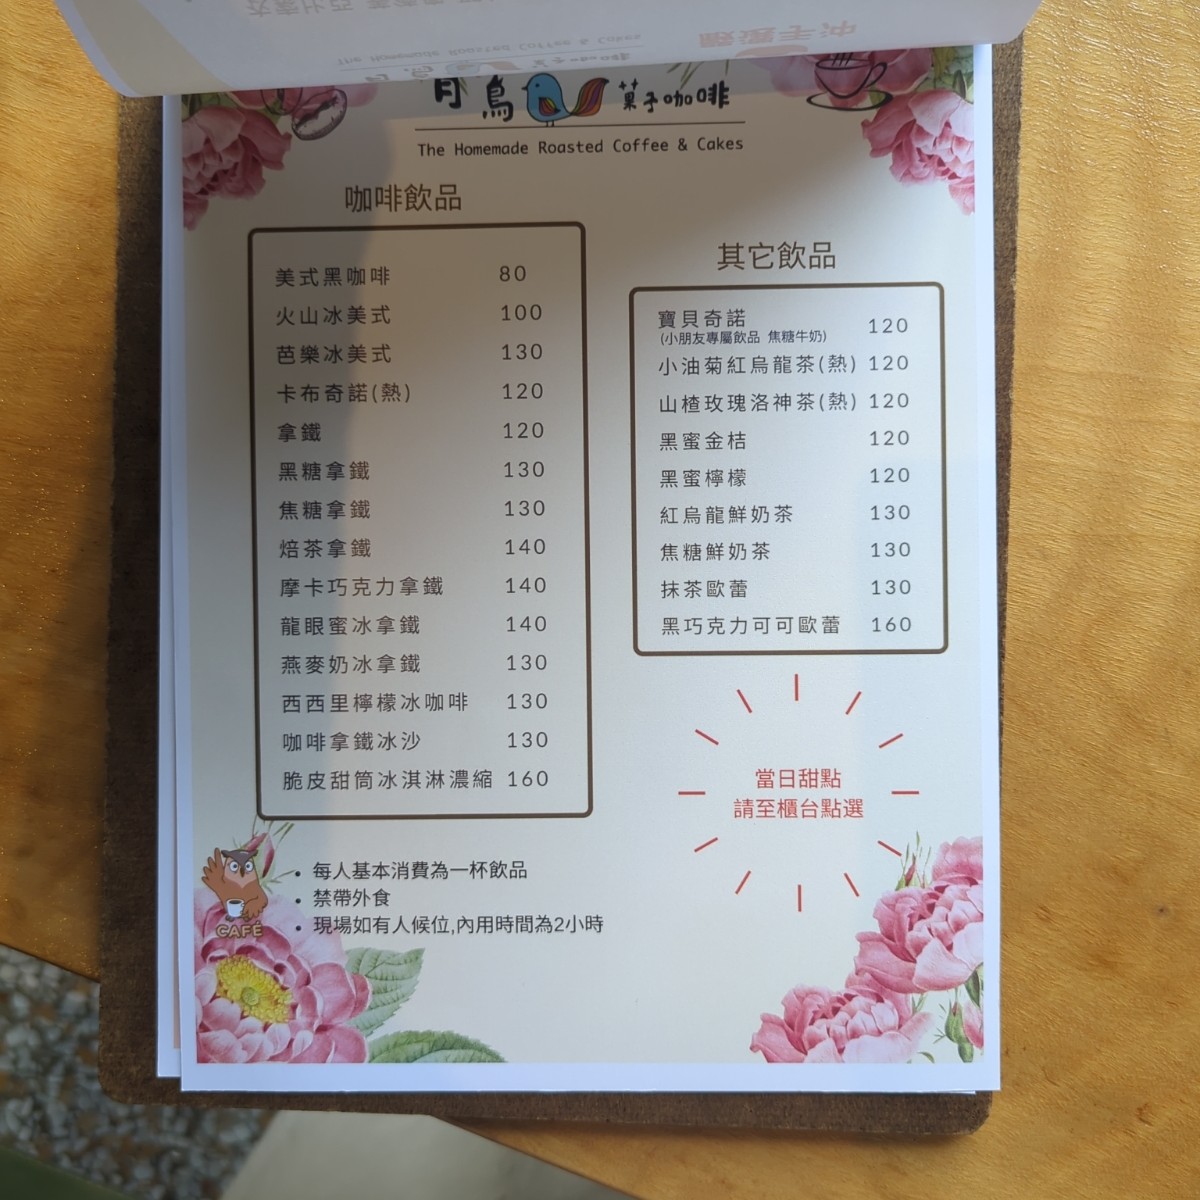 The Homemade Roasted Coffee & Cakes
嚴選手沖
鳥 菓子咖啡
The Homemade Roasted Coffee & Cakes
咖啡飲品
美式黑咖啡 80
火山冰美式 100
芭樂冰美式 130
卡布奇諾(熱) 120
拿鐵 120
黑糖拿鐵 130
焦糖拿鐵 130
焙茶拿鐵 140
摩卡巧克力拿鐵 140
龍眼蜜冰拿鐵 140
燕麥奶冰拿鐵 130
西西里檸檬冰咖啡 130
咖啡拿鐵冰沙 130
脆皮甜筒冰淇淋濃縮 160
其它飲品
寶貝奇諾 120
(小朋友專屬飲品 焦糖牛奶)
小油菊紅烏龍茶(熱) 120
山楂玫瑰洛神茶(熱) 120
黑蜜金桔 120
黑蜜檸檬 120
紅烏龍鮮奶茶 130
焦糖鮮奶茶 130
抹茶歐蕾 130
黑巧克力可可歐蕾 160
當日甜點
請至櫃台點選
• 每人基本消費為一杯飲品
• 禁帶外食
• 現場如有人候位,內用時間為2小時
CAFÉ